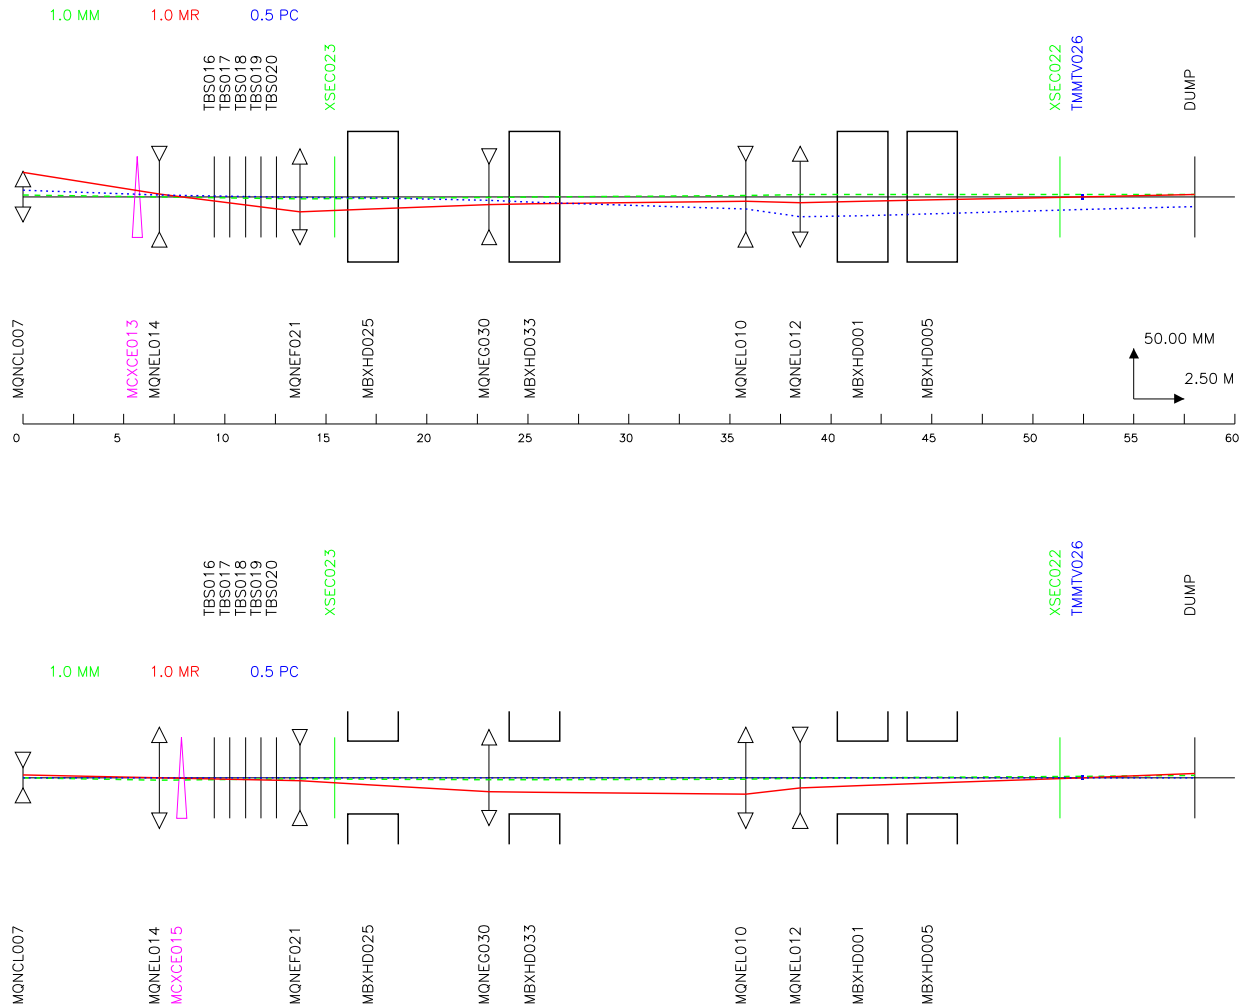 1.0 MM 1.0 MR 0.5 PC
TBS016
TBS017
TBS018
TBS019
TBS020
XSEC023
XSEC022
TMMTV026
DUMP
MQNCL007
MCXCE013
MQNEL014
MQNEF021
MBXHD025
MQNEG030
MBXHD033
MQNEL010
MQNEL012
MBXHD001
MBXHD005
50.00 MM
2.50 M
0 5 10 15 20 25 30 35 40 45 50 55 60
TBS016
TBS017
TBS018
TBS019
TBS020
XSEC023
XSEC022
TMMTV026
DUMP
1.0 MM 1.0 MR 0.5 PC
MQNCL007
MQNEL014
MCXCE015
MQNEF021
MBXHD025
MQNEG030
MBXHD033
MQNEL010
MQNEL012
MBXHD001
MBXHD005